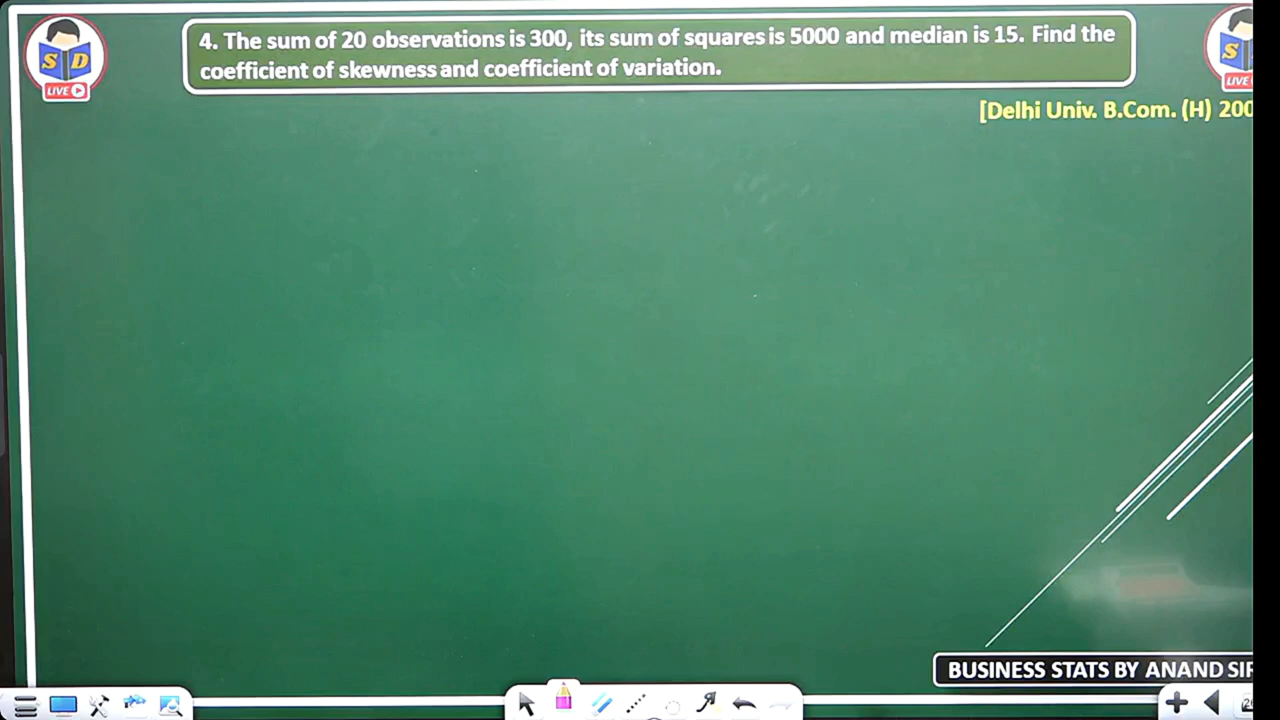 4. The sum of 20 observations is 300, its sum of squares is 5000 and median is 15. Find the
coefficient of skewness and coefficient of variation.
S D
LIVE
S
LIVE
[Delhi Univ. B.Com. (H) 200
BUSINESS STATS BY ANAND SIR